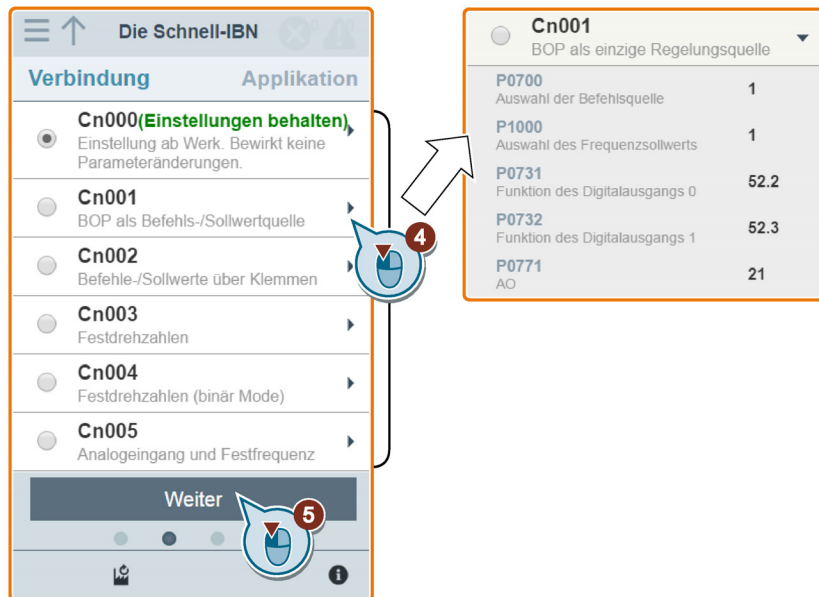 Die Schnell-IBN
Verbindung
Applikation
Cn000(Einstellungen behalten)
Einstellung ab Werk. Bewirkt keine
Parameteränderungen.
Cn001
BOP als Befehls-/Sollwertquelle
Cn002
Befehle-/Sollwerte über Klemmen
Cn003
Festdrehzahlen
Cn004
Festdrehzahlen (binär Mode)
Cn005
Analogeingang und Festfrequenz
Weiter
4
5
Cn001
BOP als einzige Regelungsquelle
P0700 1
Auswahl der Befehlsquelle
P1000 1
Auswahl des Frequenzsollwerts
P0731 52.2
Funktion des Digitalausgangs 0
P0732 52.3
Funktion des Digitalausgangs 1
P0771 21
AO